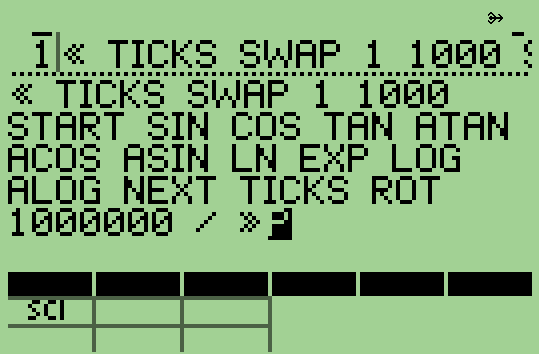 1 « TICKS SWAP 1 1000
« TICKS SWAP 1 1000
START SIN COS TAN ATAN
ACOS ASIN LN EXP LOG
ALOG NEXT TICKS ROT
1000000 / »
SCI